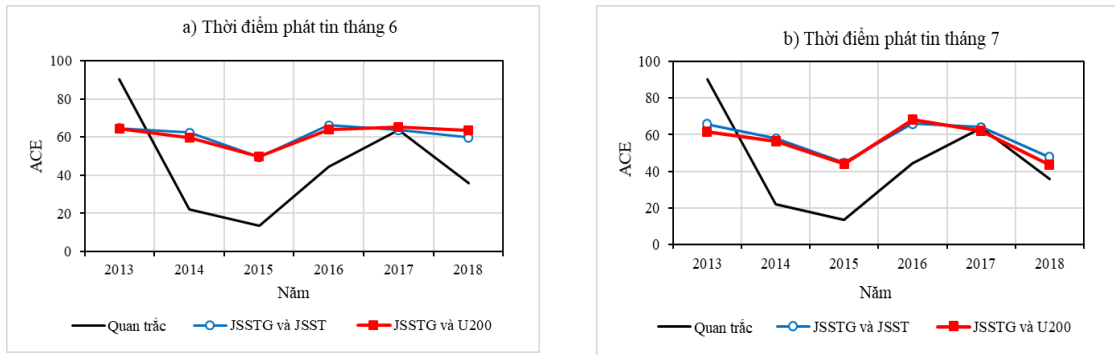 a) Thời điểm phát tin tháng 6
100
80
60
40
20
0
ACE
2013 2014 2015 2016 2017 2018
Năm
Quan trắc JSSTG và JSST JSSTG và U200
b) Thời điểm phát tin tháng 7
100
80
60
40
20
0
ACE
2013 2014 2015 2016 2017 2018
Năm
Quan trắc JSSTG và JSST JSSTG và U200